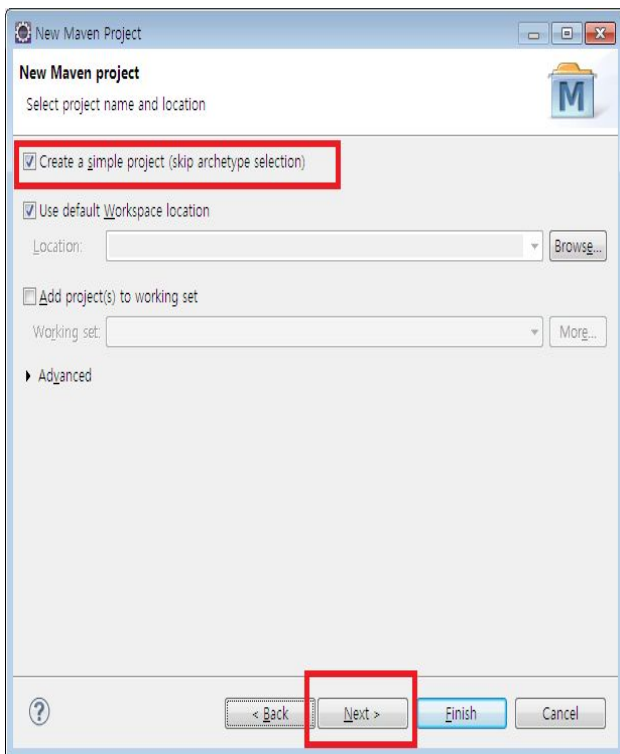 New Maven Project
New Maven project
Select project name and location
M
Create a simple project (skip archetype selection)
Use default Workspace location
Location:
Browse...
Add project(s) to working set
Working set:
More...
Advanced
?
< Back
Next >
Finish
Cancel